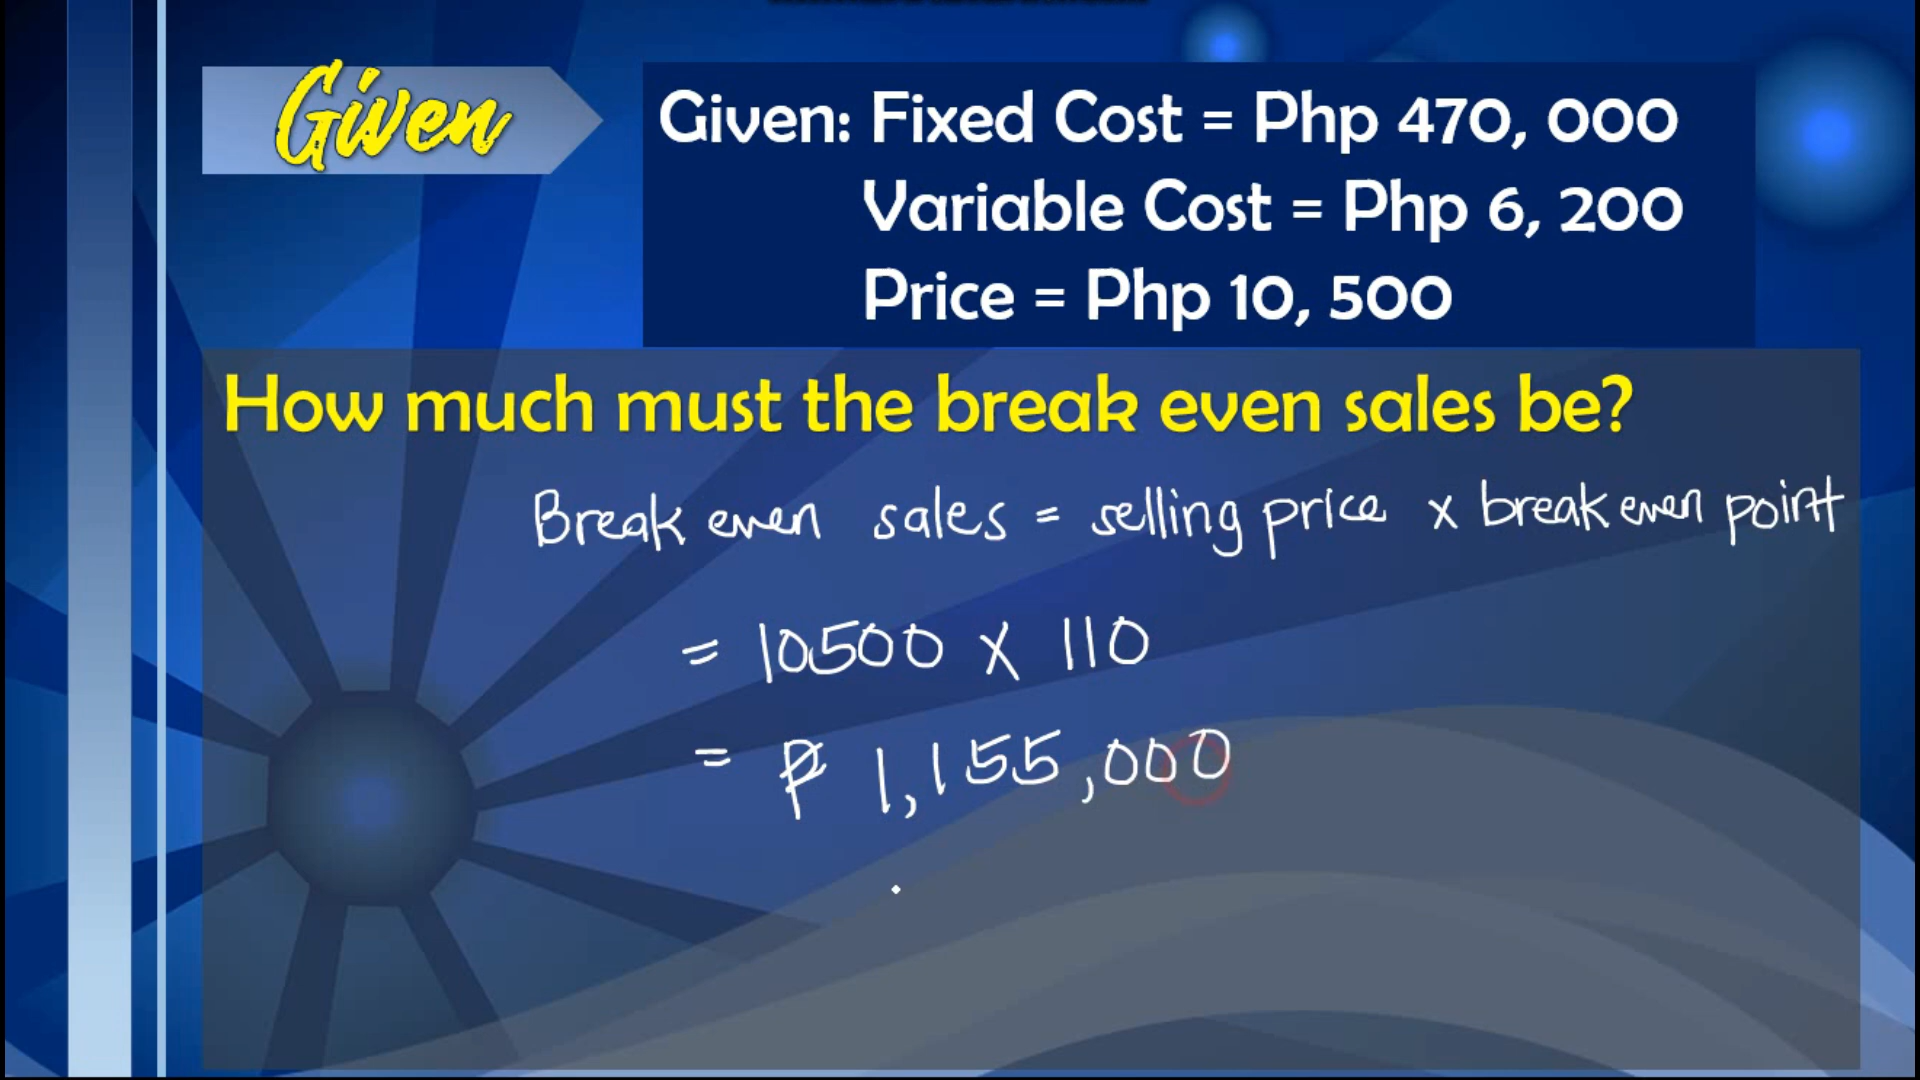 Given
Given: Fixed Cost = Php 470, 000
Variable Cost = Php 6, 200
Price = Php 10, 500
How much must the break even sales be?
Break even sales = selling price x break even point
= 10500 x 110
= ₱ 1,155,000